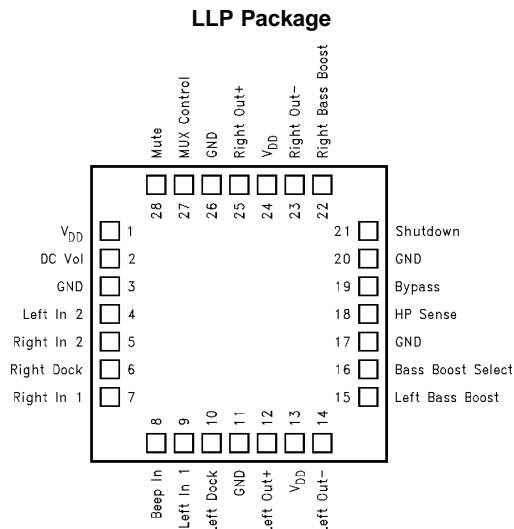 LLP Package
Mute
MUX Control
GND
Right Out+
VDD
Right Out-
Right Bass Boost
28 27 26 25 24 23 22
VDD 1
DC Vol 2
GND 3
Left In 2 4
Right In 2 5
Right Dock 6
Right In 1 7
21 Shutdown
20 GND
19 Bypass
18 HP Sense
17 GND
16 Bass Boost Select
15 Left Bass Boost
8 9 10 11 12 13 14
Beep In
Left In 1
Left Dock
GND
Left Out+
VDD
Left Out-